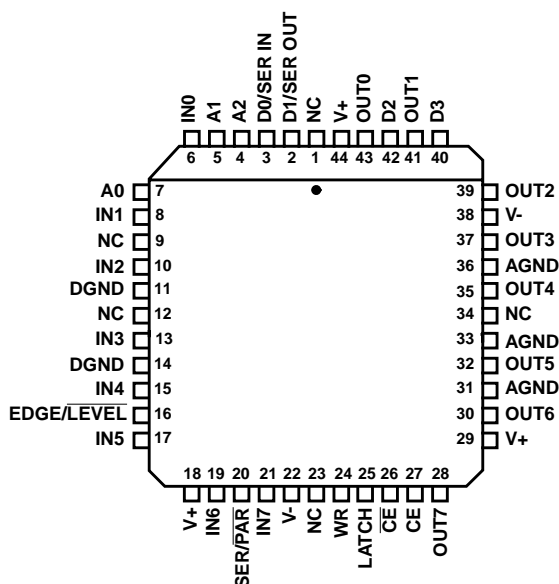 IN0
A1
A2
D0/SER IN
D1/SER OUT
NC
V+
OUT0
D2
OUT1
D3
6
5
4
3
2
1
44
43
42
41
40
A0 7
IN1 8
NC 9
IN2 10
DGND 11
NC 12
IN3 13
DGND 14
IN4 15
EDGE/LEVEL 16
IN5 17
39 OUT2
38 V-
37 OUT3
36 AGND
35 OUT4
34 NC
33 AGND
32 OUT5
31 AGND
30 OUT6
29 V+
18
19
20
21
22
23
24
25
26
27
28
V+
IN6
SER/PAR
IN7
V-
NC
WR
LATCH
CE
CE
OUT7